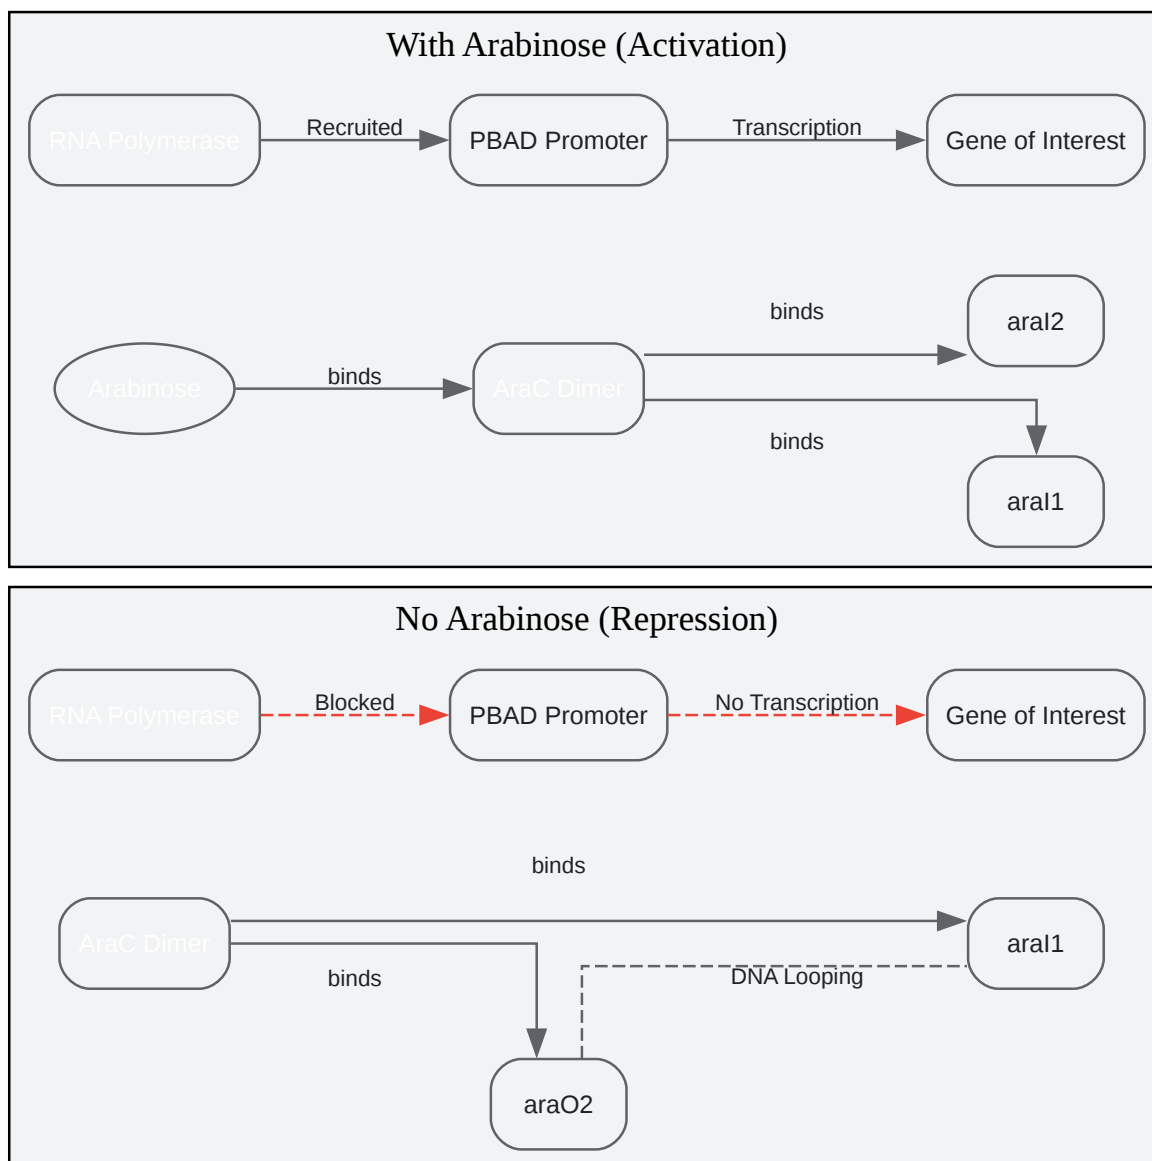 With Arabinose (Activation)
RNA Polymerase
Recruited
PBAD Promoter
Transcription
Gene of Interest
binds
araI2
Arabinose
binds
AraC Dimer
binds
araI1
No Arabinose (Repression)
RNA Polymerase
Blocked
PBAD Promoter
No Transcription
Gene of Interest
binds
AraC Dimer
araI1
binds
DNA Looping
araO2